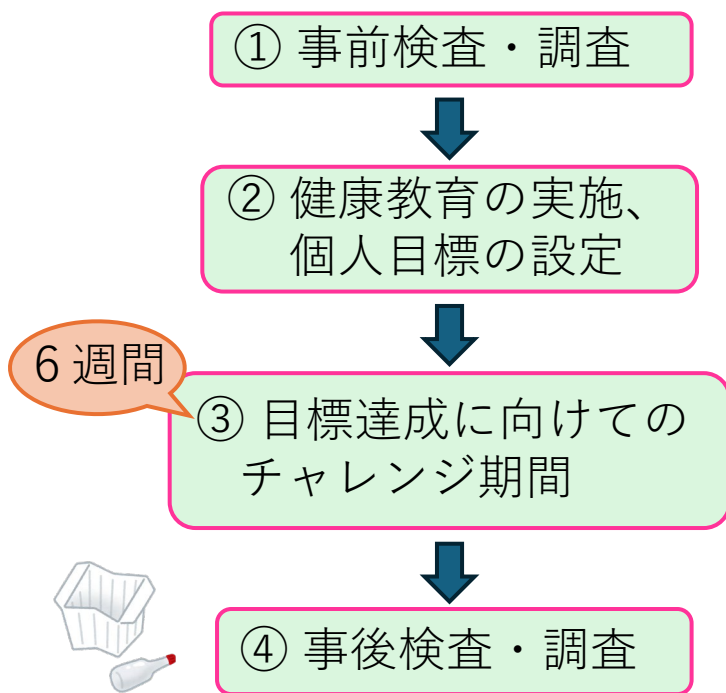 ① 事前検査・調査
② 健康教育の実施、
個人目標の設定
６週間
③ 目標達成に向けての
チャレンジ期間
④ 事後検査・調査